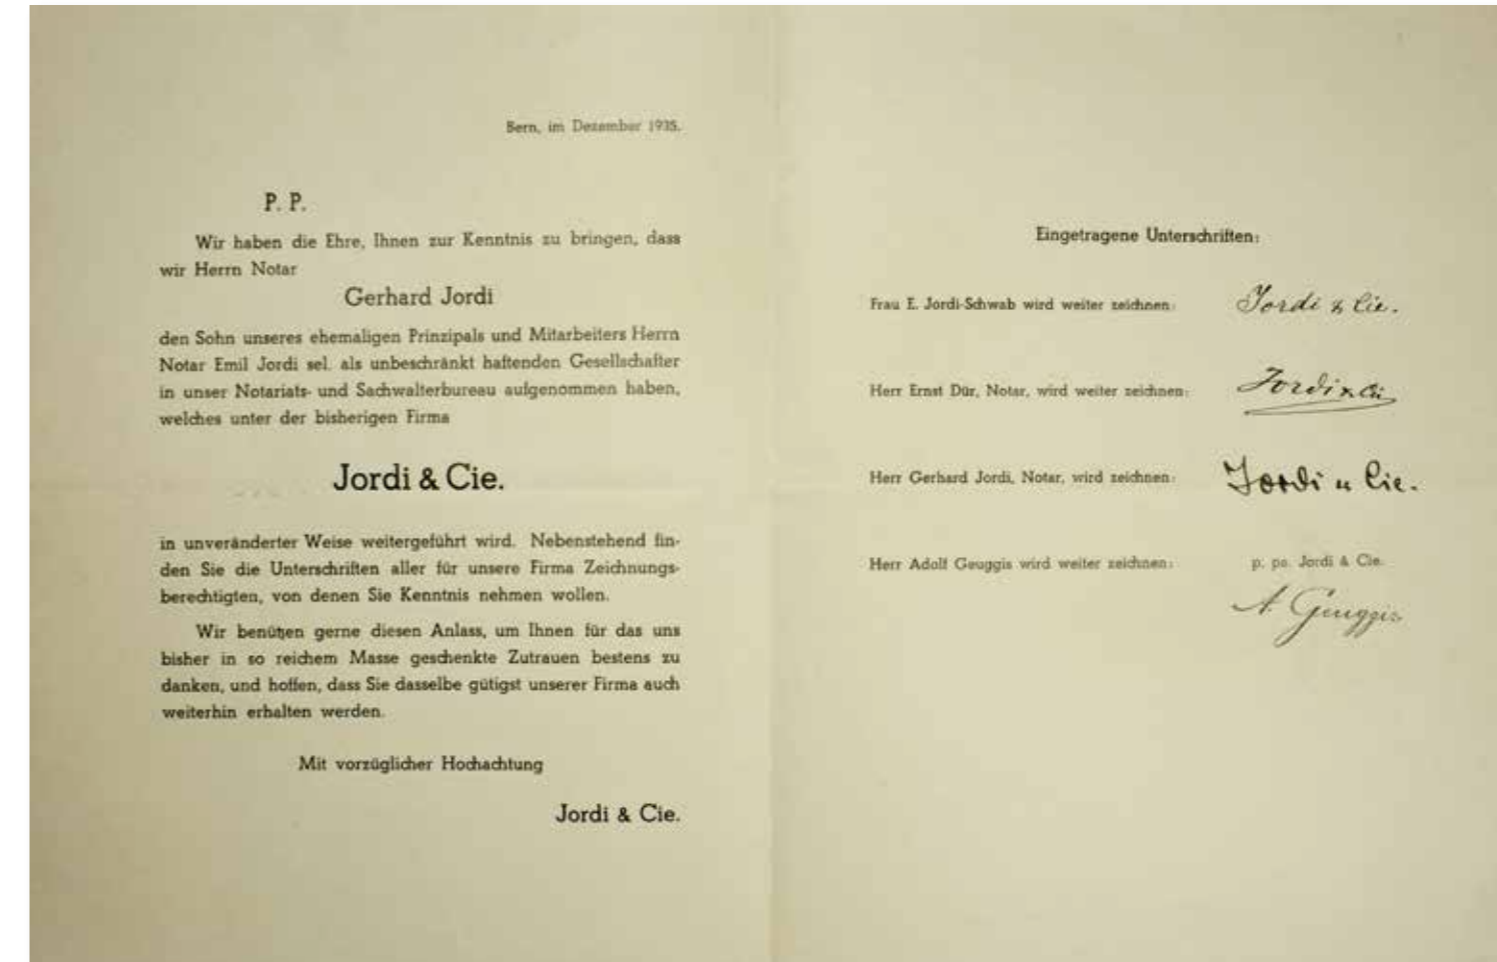 Bern, im Dezember 1935.
P. P.
Wir haben die Ehre, Ihnen zur Kenntnis zu bringen, dass
wir Herrn Notar
Gerhard Jordi
den Sohn unseres ehemaligen Prinzipals und Mitarbeiters Herrn
Notar Emil Jordi sel. als unbeschränkt haftenden Gesellschafter
in unser Notariats- und Sachwalterbureau aufgenommen haben,
welches unter der bisherigen Firma
Jordi & Cie.
in unveränderter Weise weitergeführt wird. Nebenstehend fin-
den Sie die Unterschriften aller für unsere Firma Zeichnungs-
berechtigten, von denen Sie Kenntnis nehmen wollen.
Wir benützen gerne diesen Anlass, um Ihnen für das uns
bisher in so reichem Masse geschenkte Zutrauen bestens zu
danken, und hoffen, dass Sie dasselbe gütigst unserer Firma auch
weiterhin erhalten werden.
Mit vorzüglicher Hochachtung
Jordi & Cie.
Eingetragene Unterschriften:
Frau E. Jordi-Schwab wird weiter zeichnen: Jordi & Cie.
Herr Ernst Dür, Notar, wird weiter zeichnen: Jordi & Cie
Herr Gerhard Jordi, Notar, wird zeichnen: Jordi u Cie.
Herr Adolf Geuggis wird weiter zeichnen: p. pa. Jordi & Cie.
A. Geuggis